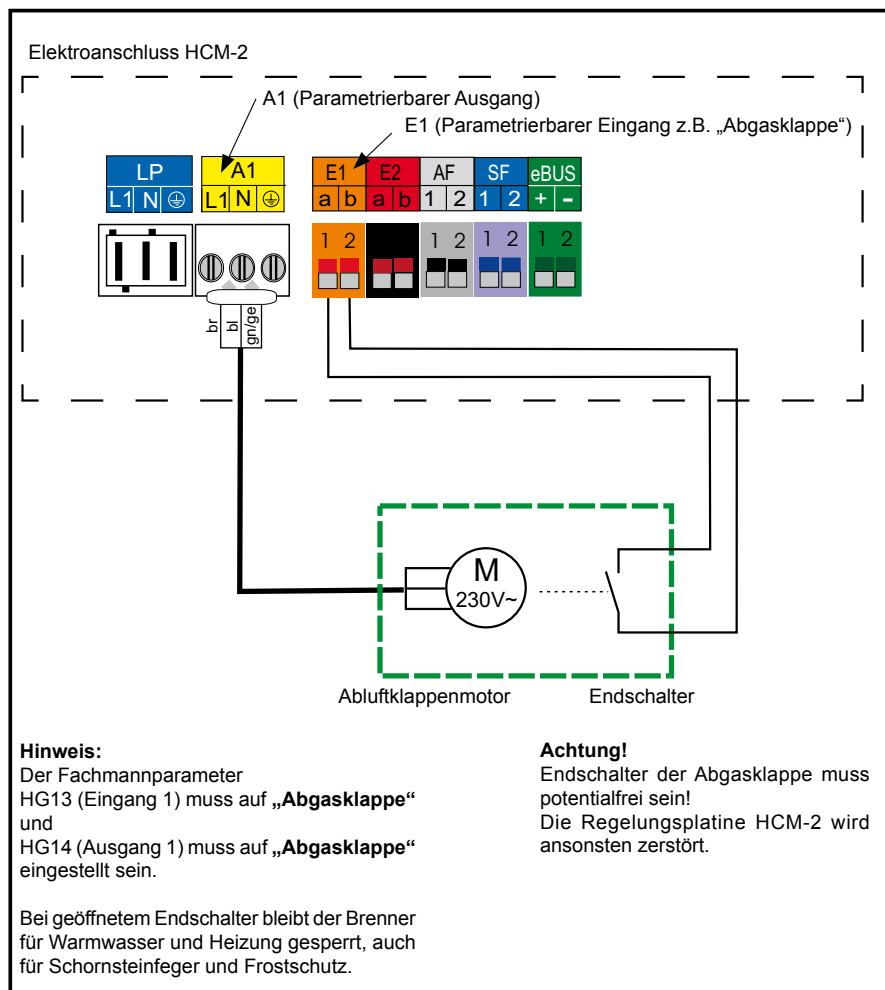 Elektroanschluss HCM-2
A1 (Parametrierbarer Ausgang)
E1 (Parametrierbarer Eingang z.B. „Abgasklappe“)
LP A1 E1 E2 AF SF eBUS
L1 N L1 N a b a b 1 2 1 2 + -
1 2 1 2 1 2 1 2
br
bl
gn/ge
M
230V~
Abluftklappenmotor Endschalter
Hinweis:
Der Fachmannparameter
HG13 (Eingang 1) muss auf „Abgasklappe“
und
HG14 (Ausgang 1) muss auf „Abgasklappe“
eingestellt sein.
Bei geöffnetem Endschalter bleibt der Brenner
für Warmwasser und Heizung gesperrt, auch
für Schornsteinfeger und Frostschutz.
Achtung!
Endschalter der Abgasklappe muss
potentialfrei sein!
Die Regelungsplatine HCM-2 wird
ansonsten zerstört.